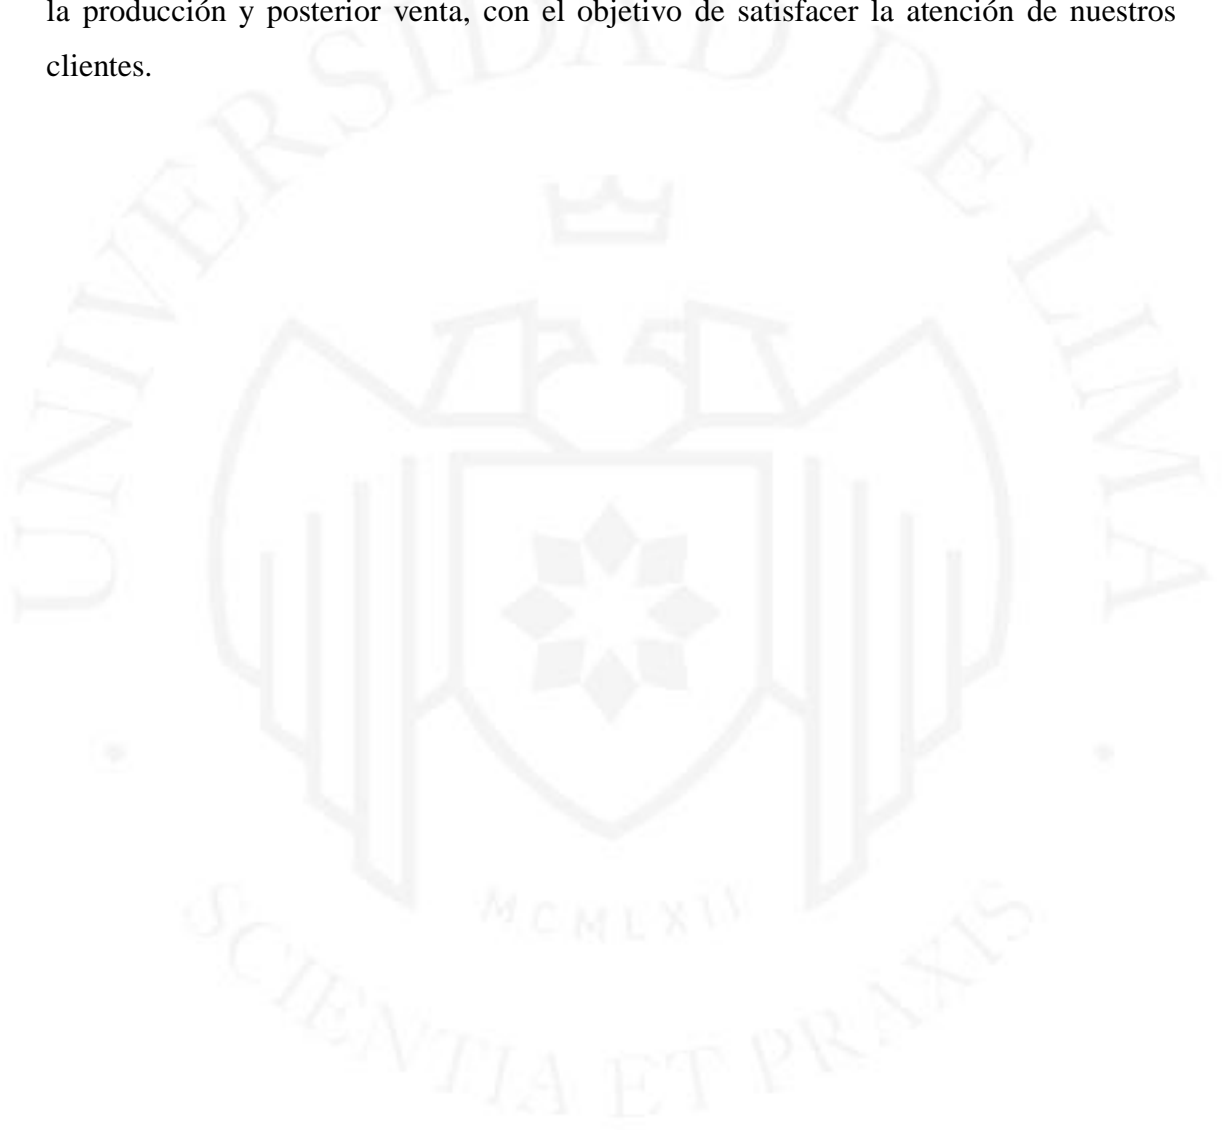 la producción y posterior venta, con el objetivo de satisfacer la atención de nuestros
clientes.
UNIVERSIDAD DE LIMA
MCMLXII
SCIENTIA ET PRAXIS